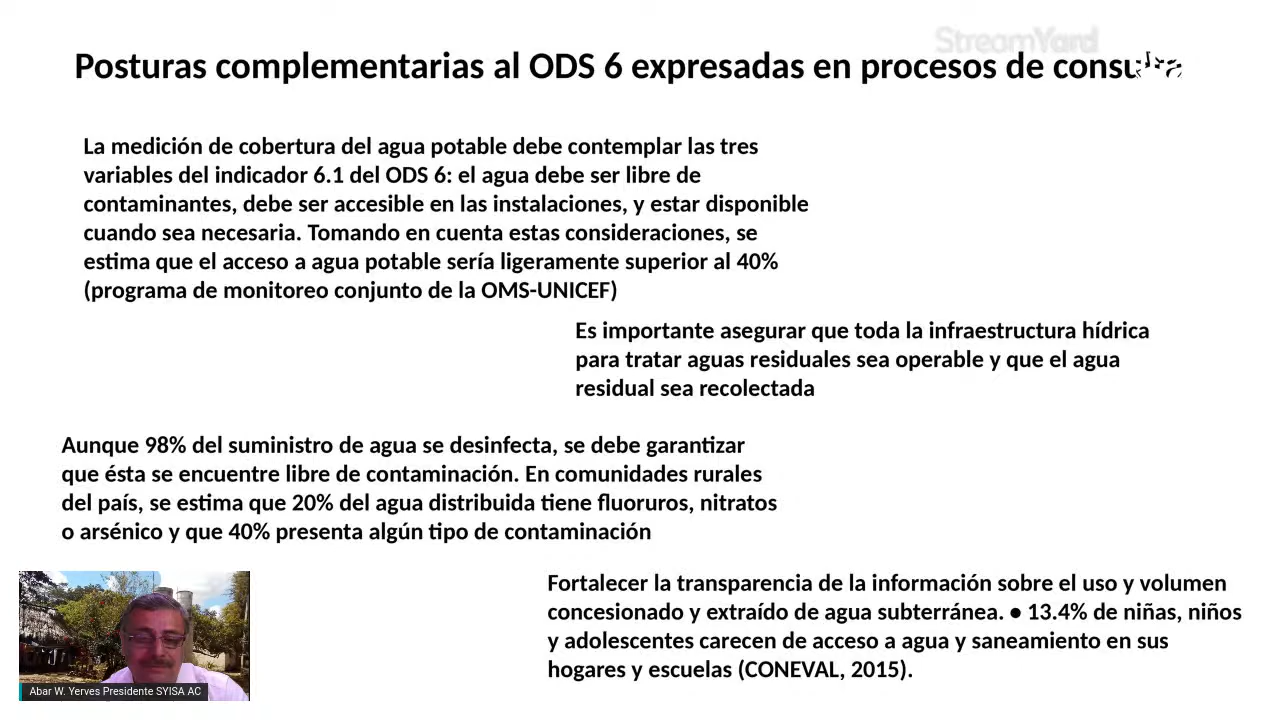 StreamYard
Posturas complementarias al ODS 6 expresadas en procesos de consulta
La medición de cobertura del agua potable debe contemplar las tres
variables del indicador 6.1 del ODS 6: el agua debe ser libre de
contaminantes, debe ser accesible en las instalaciones, y estar disponible
cuando sea necesaria. Tomando en cuenta estas consideraciones, se
estima que el acceso a agua potable sería ligeramente superior al 40%
(programa de monitoreo conjunto de la OMS-UNICEF)
Es importante asegurar que toda la infraestructura hídrica
para tratar aguas residuales sea operable y que el agua
residual sea recolectada
Aunque 98% del suministro de agua se desinfecta, se debe garantizar
que ésta se encuentre libre de contaminación. En comunidades rurales
del país, se estima que 20% del agua distribuida tiene fluoruros, nitratos
o arsénico y que 40% presenta algún tipo de contaminación
Fortalecer la transparencia de la información sobre el uso y volumen
concesionado y extraído de agua subterránea. ● 13.4% de niñas, niños
y adolescentes carecen de acceso a agua y saneamiento en sus
hogares y escuelas (CONEVAL, 2015).
Abar W. Yerves Presidente SYISA AC